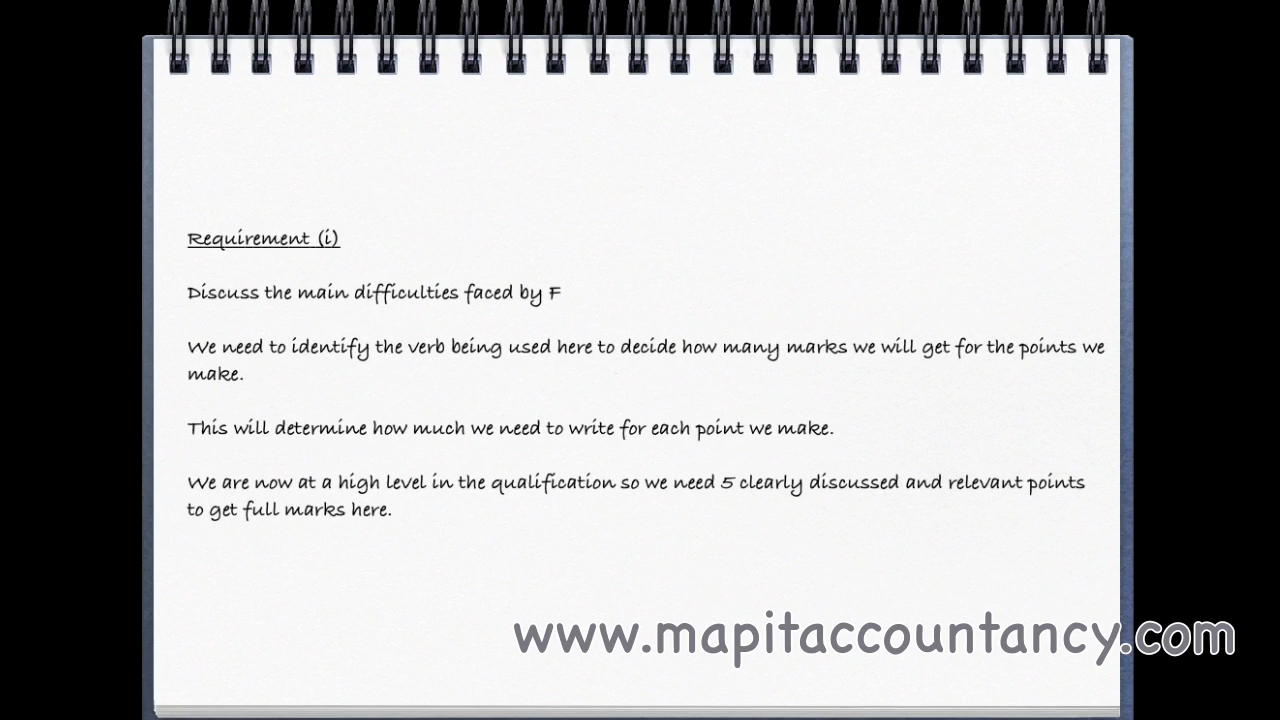 Requirement (i)
Discuss the main difficulties faced by F
We need to identify the verb being used here to decide how many marks we will get for the points we
make.
This will determine how much we need to write for each point we make.
We are now at a high level in the qualification so we need 5 clearly discussed and relevant points
to get full marks here.
www.mapitaccountancy.com